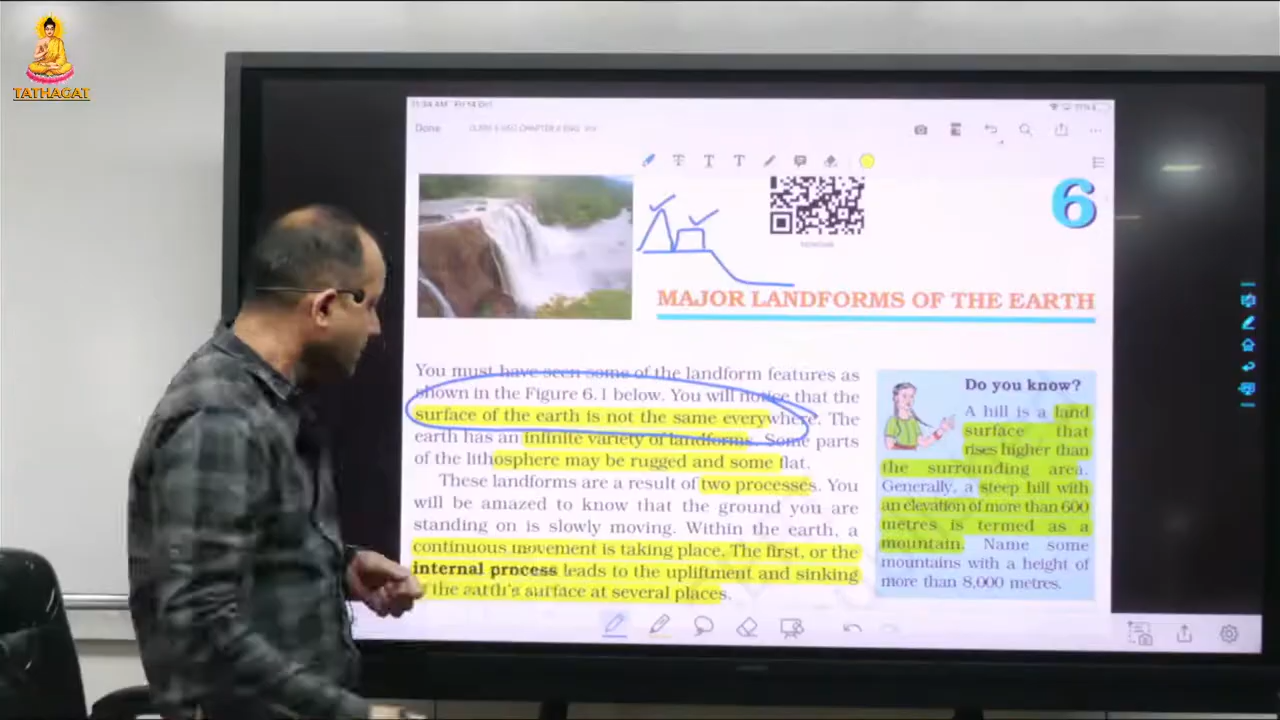 TATHAGAT
11:34 AM Fri 14 Oct
Done
6
MAJOR LANDFORMS OF THE EARTH
You must have seen some of the landform features as
shown in the Figure 6.1 below. You will notice that the
surface of the earth is not the same everywhere. The
earth has an infinite variety of landforms. Some parts
of the lithosphere may be rugged and some flat.
These landforms are a result of two processes. You
will be amazed to know that the ground you are
standing on is slowly moving. Within the earth, a
continuous movement is taking place. The first, or the
internal process leads to the upliftment and sinking
the earth's surface at several places.
Do you know?
A hill is a land
surface that
rises higher than
the surrounding area.
Generally, a steep hill with
an elevation of more than 600
metres is termed as a
mountain. Name some
mountains with a height of
more than 8,000 metres.